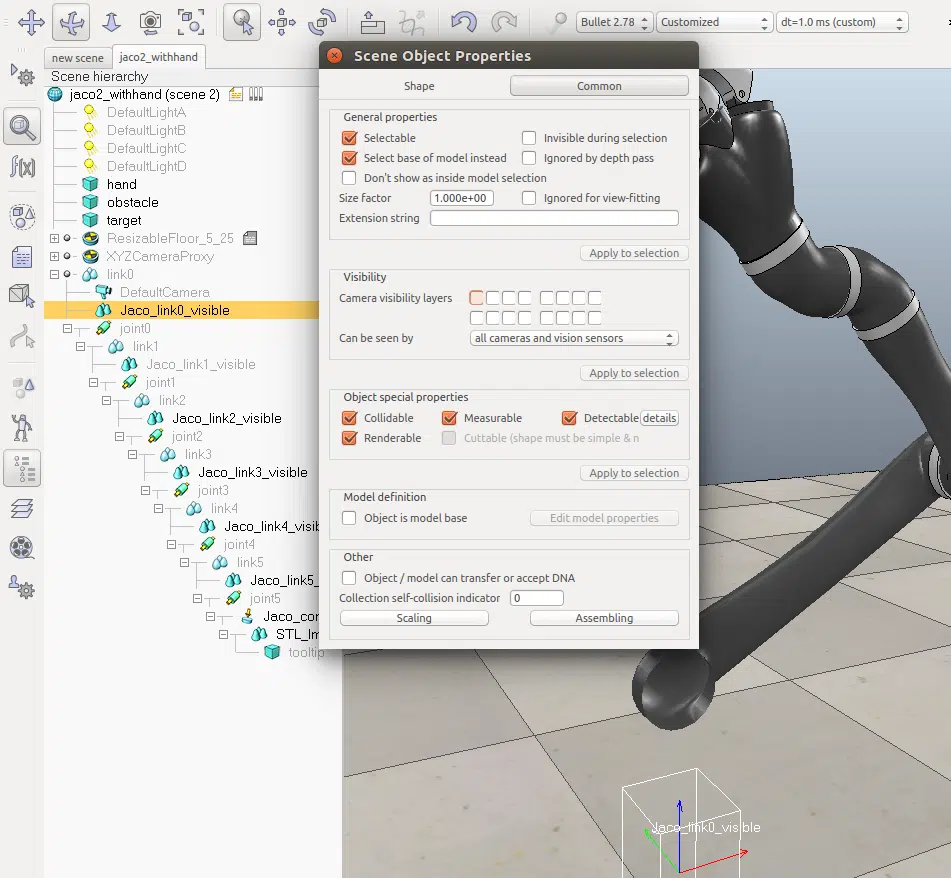 Bullet 2.78
Customized
dt=1.0 ms (custom)
new scene
jaco2_withhand
Scene hierarchy
jaco2_withhand (scene 2)
DefaultLightA
DefaultLightB
DefaultLightC
DefaultLightD
hand
obstacle
target
ResizableFloor_5_25
XYZCameraProxy
link0
DefaultCamera
Jaco_link0_visible
joint0
link1
Jaco_link1_visible
joint1
link2
Jaco_link2_visible
joint2
link3
Jaco_link3_visible
joint3
link4
Jaco_link4_visib
joint4
link5
Jaco_link5_
joint5
Jaco_cor
STL_Im
tooltip
Scene Object Properties
Shape
Common
General properties
Selectable
Invisible during selection
Select base of model instead
Ignored by depth pass
Don't show as inside model selection
Size factor
1.000e+00
Ignored for view-fitting
Extension string
Apply to selection
Visibility
Camera visibility layers
Can be seen by
all cameras and vision sensors
Apply to selection
Object special properties
Collidable
Measurable
Detectable
details
Renderable
Cuttable (shape must be simple & n
Apply to selection
Model definition
Object is model base
Edit model properties
Other
Object / model can transfer or accept DNA
Collection self-collision indicator
0
Scaling
Assembling
Jaco_link0_visible
f(x)